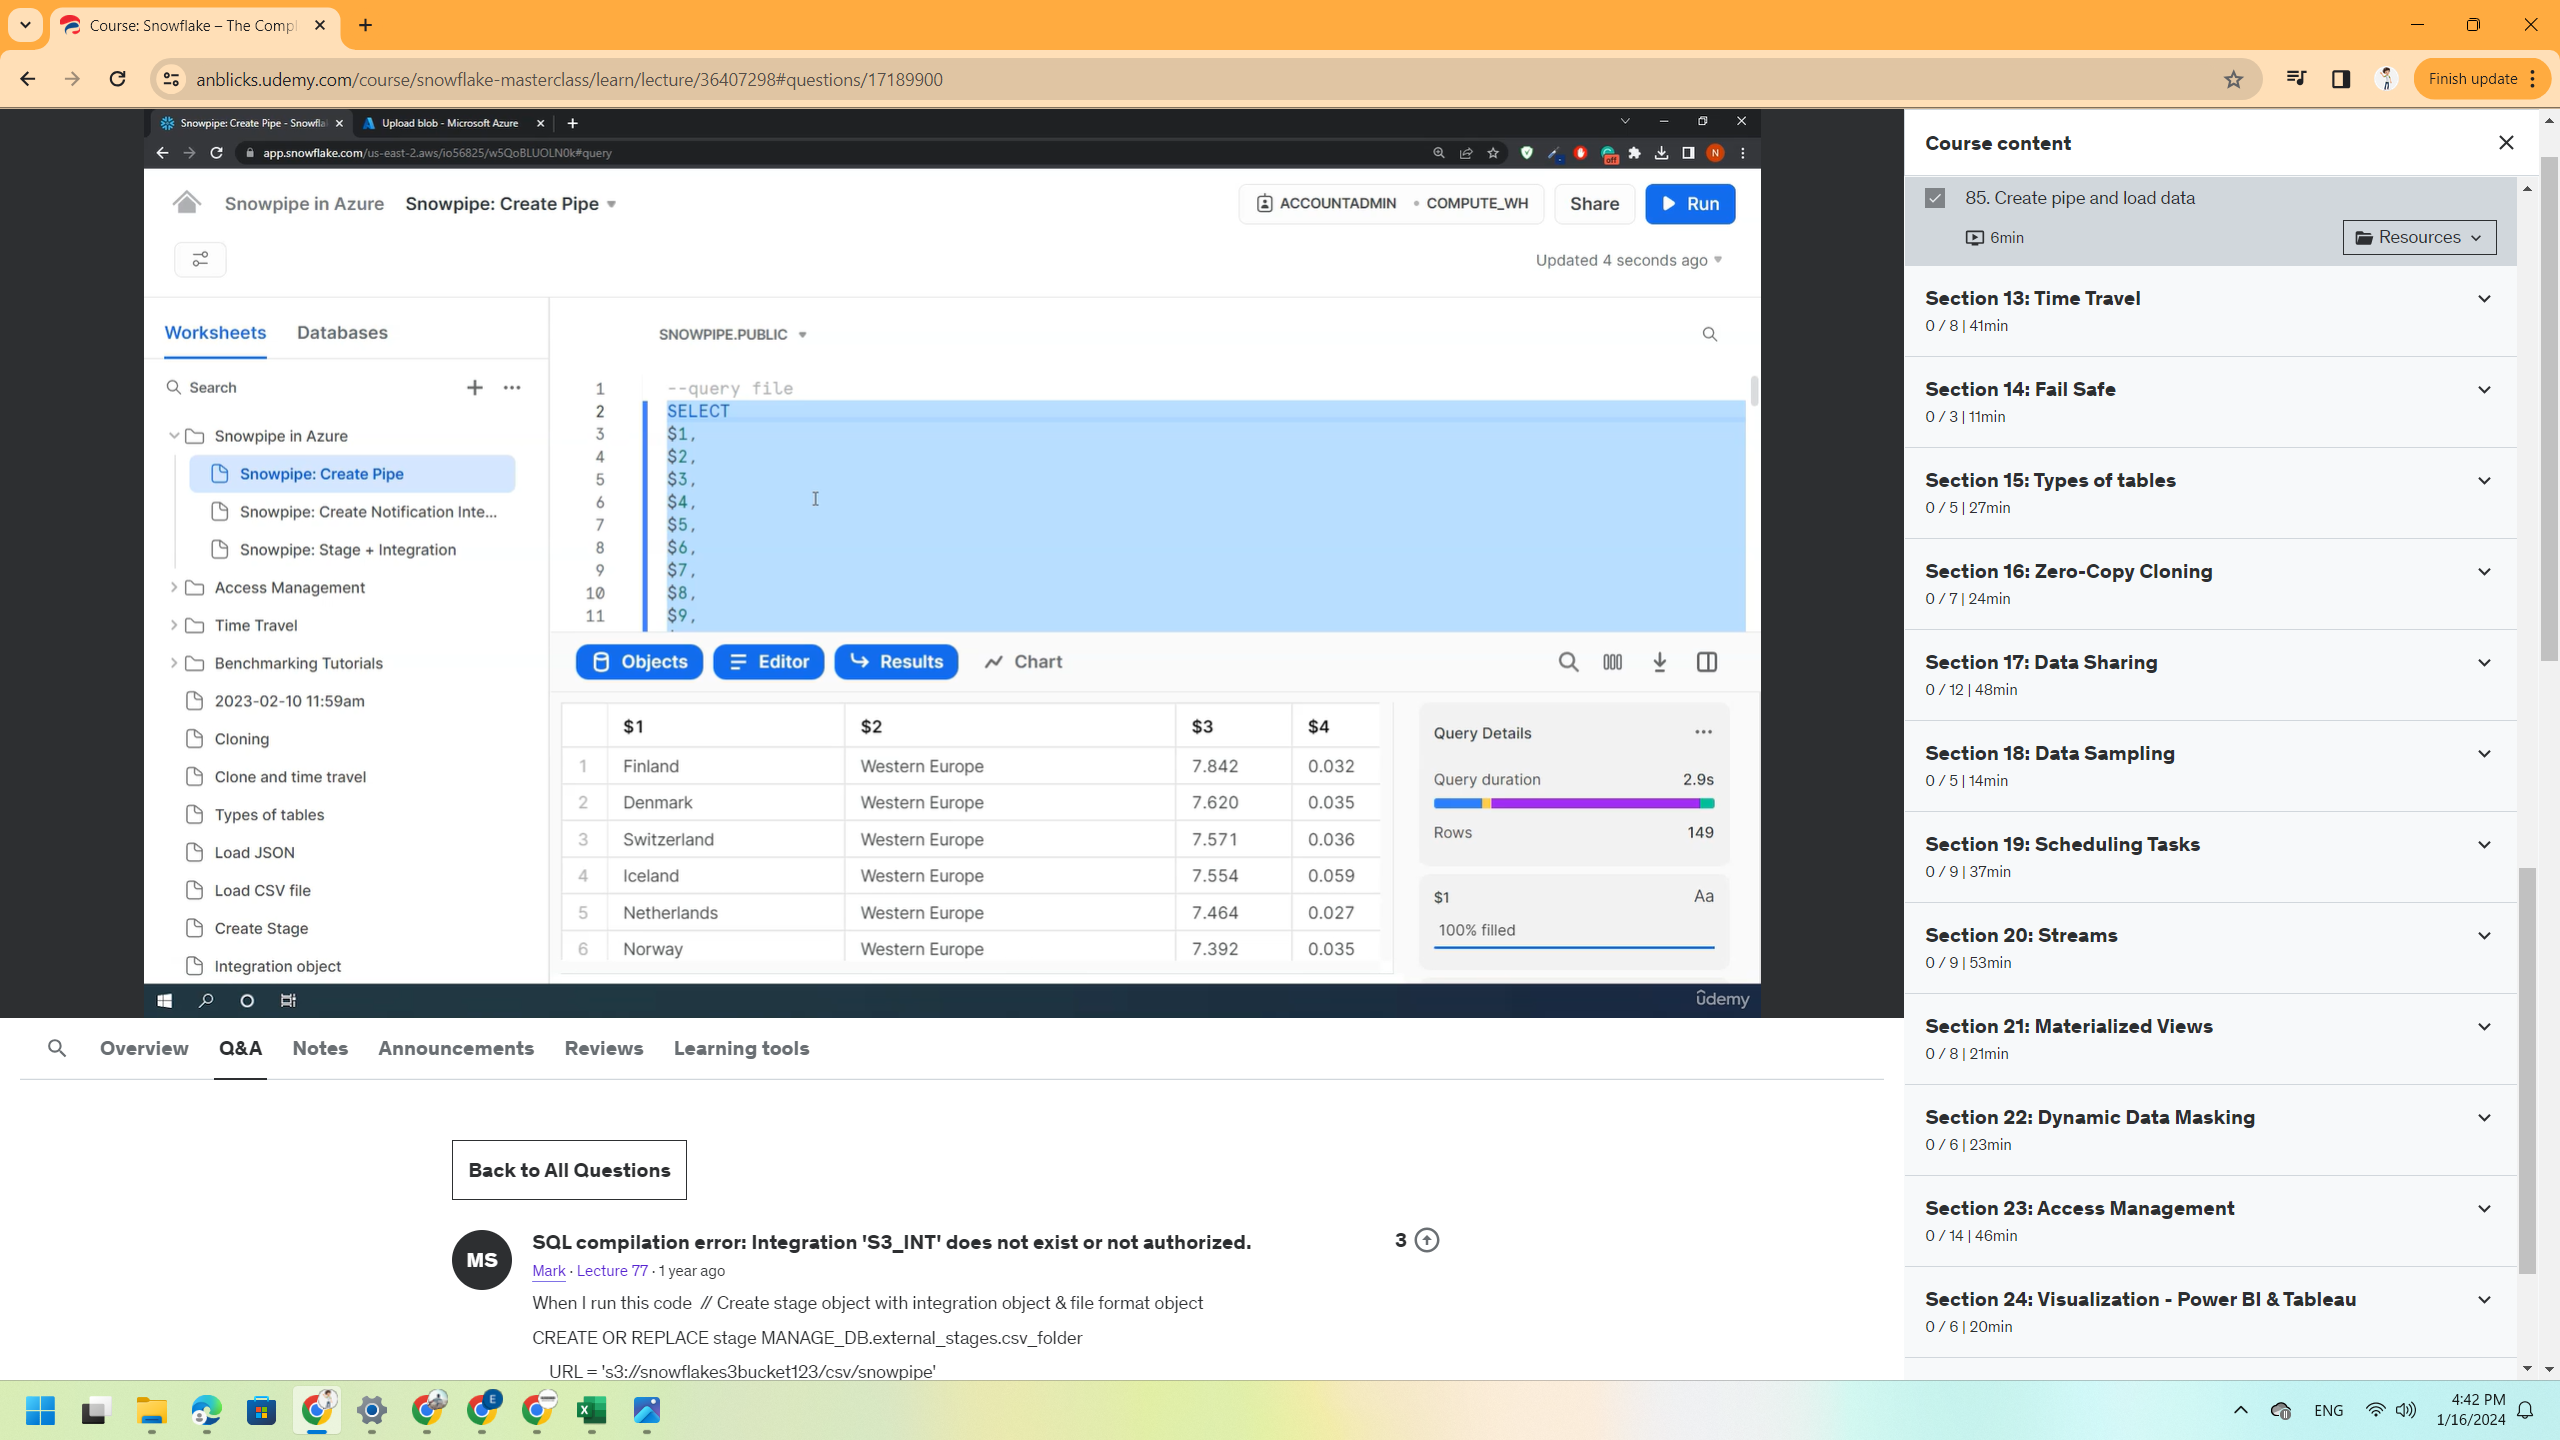 Course: Snowflake – The Compl
anblicks.udemy.com/course/snowflake-masterclass/learn/lecture/36407298#questions/17189900
Finish update
Snowpipe: Create Pipe - Snowfla
Upload blob - Microsoft Azure
app.snowflake.com/us-east-2.aws/io56825/w5QoBLUOLN0k#query
off
N
Snowpipe in Azure
Snowpipe: Create Pipe
ACCOUNTADMIN • COMPUTE_WH
Share
Run
Updated 4 seconds ago
Worksheets
Databases
Search
Snowpipe in Azure
Snowpipe: Create Pipe
Snowpipe: Create Notification Inte...
Snowpipe: Stage + Integration
Access Management
Time Travel
Benchmarking Tutorials
2023-02-10 11:59am
Cloning
Clone and time travel
Types of tables
Load JSON
Load CSV file
Create Stage
Integration object
SNOWPIPE.PUBLIC
1 --query file
2 SELECT
3 $1,
4 $2,
5 $3,
6 $4,
7 $5,
8 $6,
9 $7,
10 $8,
11 $9,
Objects
Editor
Results
Chart
$1 $2 $3 $4
1 Finland Western Europe 7.842 0.032
2 Denmark Western Europe 7.620 0.035
3 Switzerland Western Europe 7.571 0.036
4 Iceland Western Europe 7.554 0.059
5 Netherlands Western Europe 7.464 0.027
6 Norway Western Europe 7.392 0.035
Query Details
Query duration 2.9s
Rows 149
$1 Aa
100% filled
ûdemy
Overview
Q&A
Notes
Announcements
Reviews
Learning tools
Back to All Questions
MS
SQL compilation error: Integration 'S3_INT' does not exist or not authorized.
3
Mark · Lecture 77 · 1 year ago
When I run this code // Create stage object with integration object & file format object
CREATE OR REPLACE stage MANAGE_DB.external_stages.csv_folder
URL = 's3://snowflakes3bucket123/csv/snowpipe'
Course content
85. Create pipe and load data
6min
Resources
Section 13: Time Travel
0 / 8 | 41min
Section 14: Fail Safe
0 / 3 | 11min
Section 15: Types of tables
0 / 5 | 27min
Section 16: Zero-Copy Cloning
0 / 7 | 24min
Section 17: Data Sharing
0 / 12 | 48min
Section 18: Data Sampling
0 / 5 | 14min
Section 19: Scheduling Tasks
0 / 9 | 37min
Section 20: Streams
0 / 9 | 53min
Section 21: Materialized Views
0 / 8 | 21min
Section 22: Dynamic Data Masking
0 / 6 | 23min
Section 23: Access Management
0 / 14 | 46min
Section 24: Visualization - Power BI & Tableau
0 / 6 | 20min
E
ENG
4:42 PM
1/16/2024